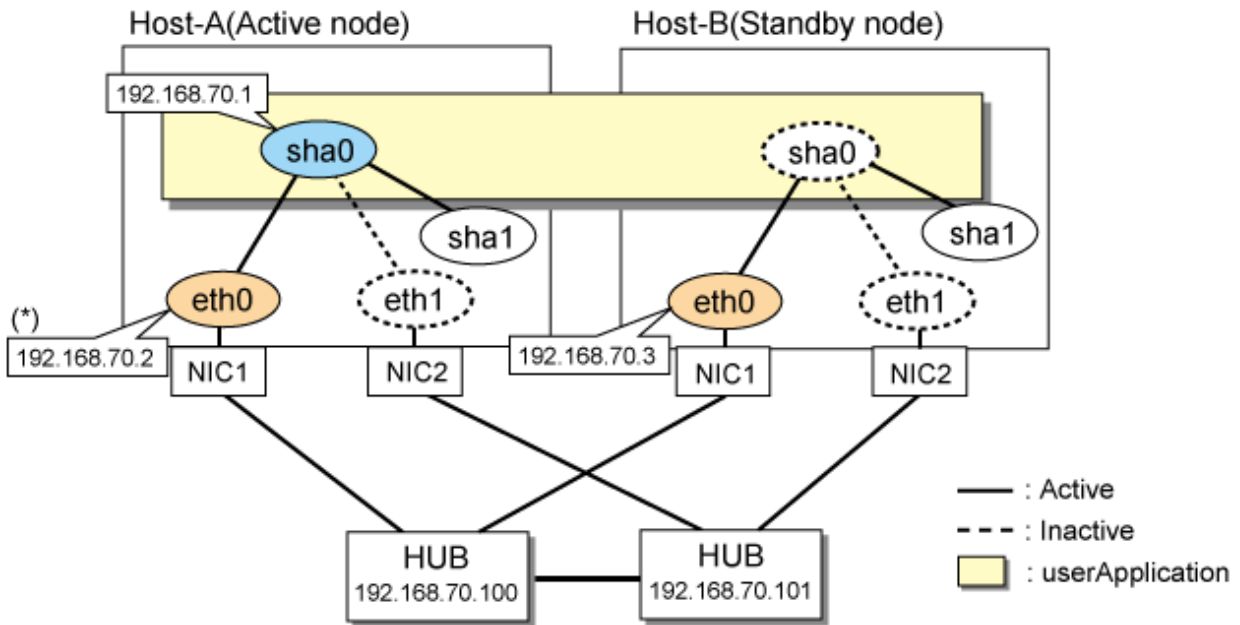 Host-A(Active node)
Host-B(Standby node)
192.168.70.1
sha0
sha0
sha1
sha1
eth0
eth1
eth0
eth1
(*)
192.168.70.2
192.168.70.3
NIC1
NIC2
NIC1
NIC2
: Active
: Inactive
: userApplication
HUB
192.168.70.100
HUB
192.168.70.101